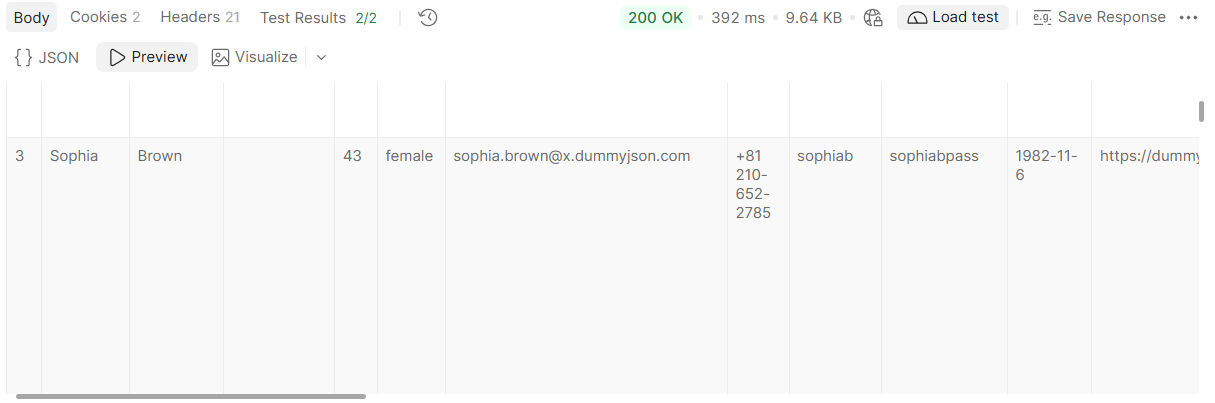 Body Cookies 2 Headers 21 Test Results 2/2 200 OK 392 ms 9.64 KB Load test e.g. Save Response
{ } JSON Preview Visualize
3 Sophia Brown 43 female sophia.brown@x.dummyjson.com +81 sophiab sophiabpass 1982-11- https://dummy
210- 6
652-
2785